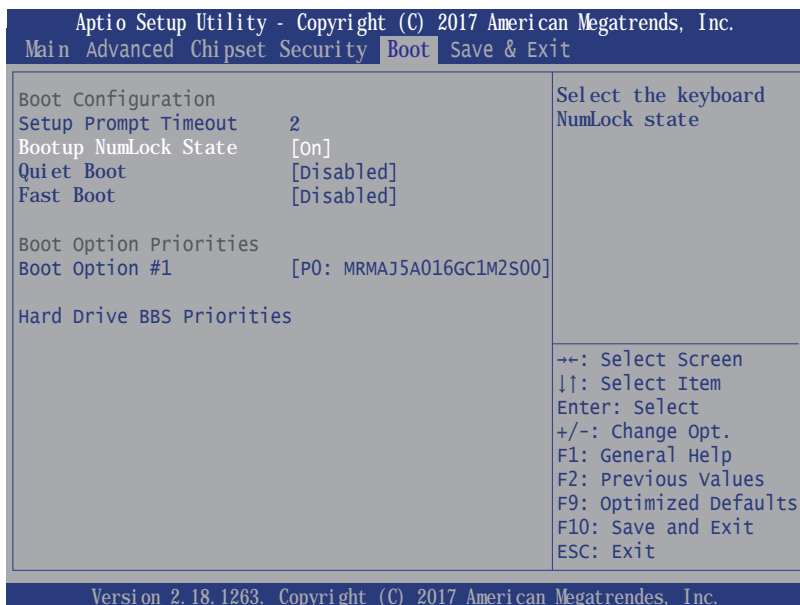 Aptio Setup Utility - Copyright (C) 2017 American Megatrends, Inc.
Main Advanced Chipset Security Boot Save & Exit
Boot Configuration
Setup Prompt Timeout 2
Bootup NumLock State [On]
Quiet Boot [Disabled]
Fast Boot [Disabled]
Boot Option Priorities
Boot Option #1 [P0: MRMAJ5A016GC1M2S00]
Hard Drive BBS Priorities
Select the keyboard
NumLock state
→←: Select Screen
↓↑: Select Item
Enter: Select
+/-: Change Opt.
F1: General Help
F2: Previous Values
F9: Optimized Defaults
F10: Save and Exit
ESC: Exit
Version 2.18.1263. Copyright (C) 2017 American Megatrendes, Inc.